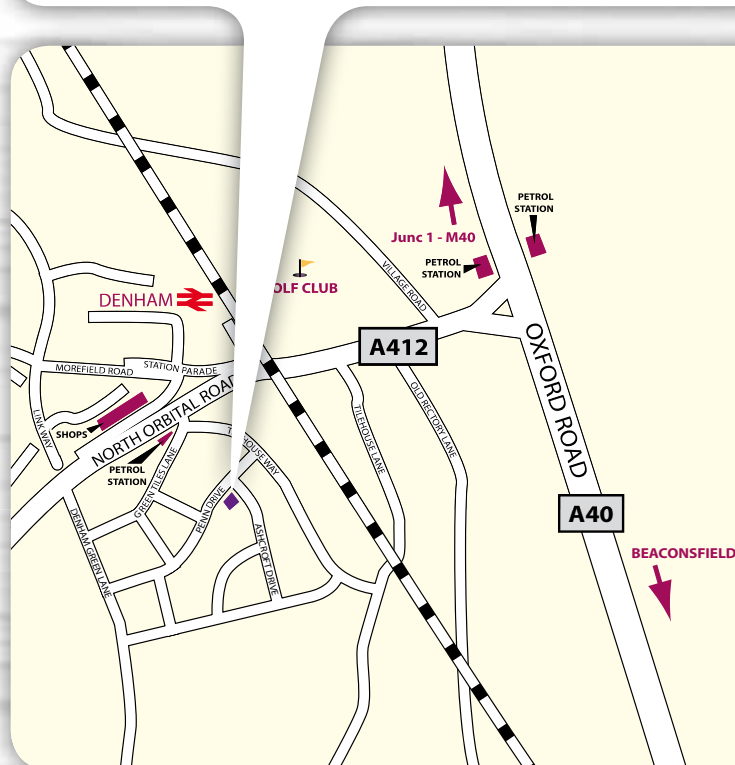 PETROL
STATION
Junc 1 - M40
PETROL
STATION
VILLAGE ROAD
OLF CLUB
DENHAM
A412
OXFORD ROAD
MOREFIELD ROAD
STATION PARADE
NORTH ORBITAL ROAD
LINK WAY
SHOPS
PETROL
STATION
GREEN TILES LANE
HOUSE WAY
TILEHOUSE LANE
OLD RECTORY LANE
PENN DRIVE
ASHCROFT DRIVE
DENHAM GREEN LANE
A40
BEACONSFIELD